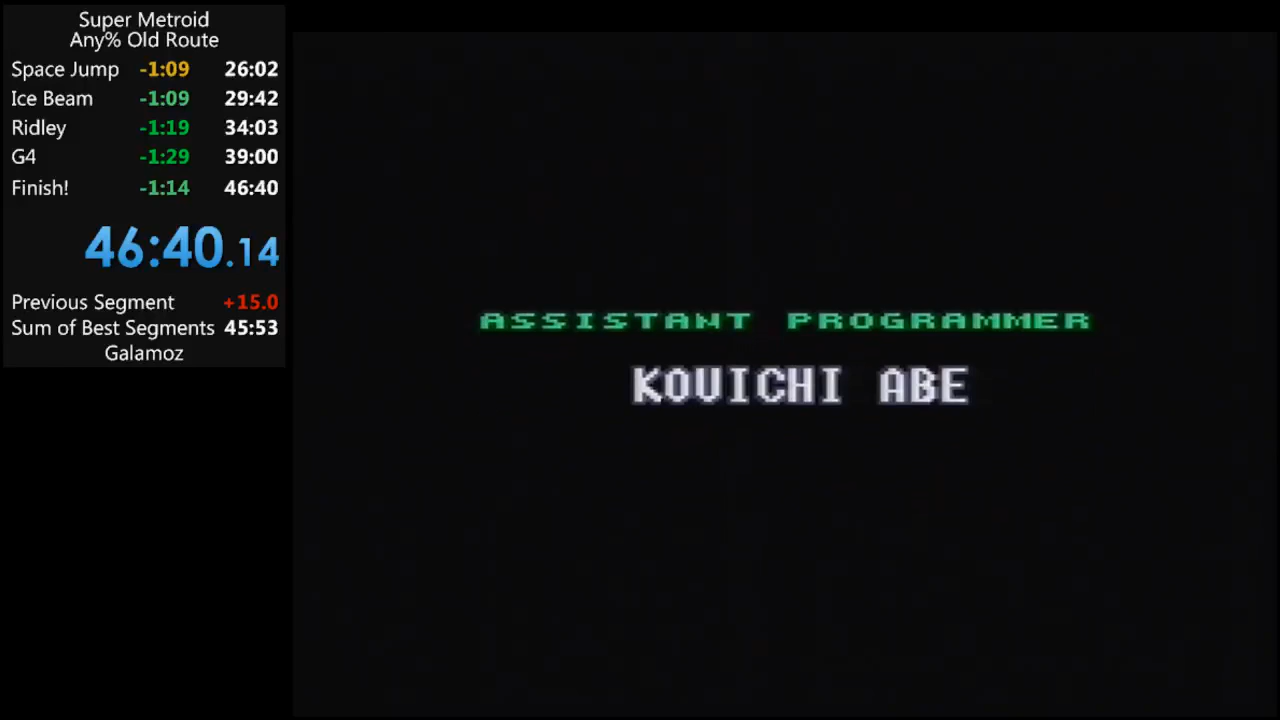 Super Metroid
Any% Old Route
Space Jump -1:09 26:02
Ice Beam -1:09 29:42
Ridley -1:19 34:03
G4 -1:29 39:00
Finish! -1:14 46:40
46:40.14
Previous Segment +15.0
Sum of Best Segments 45:53
Galamoz
ASSISTANT PROGRAMMER
KOUICHI ABE